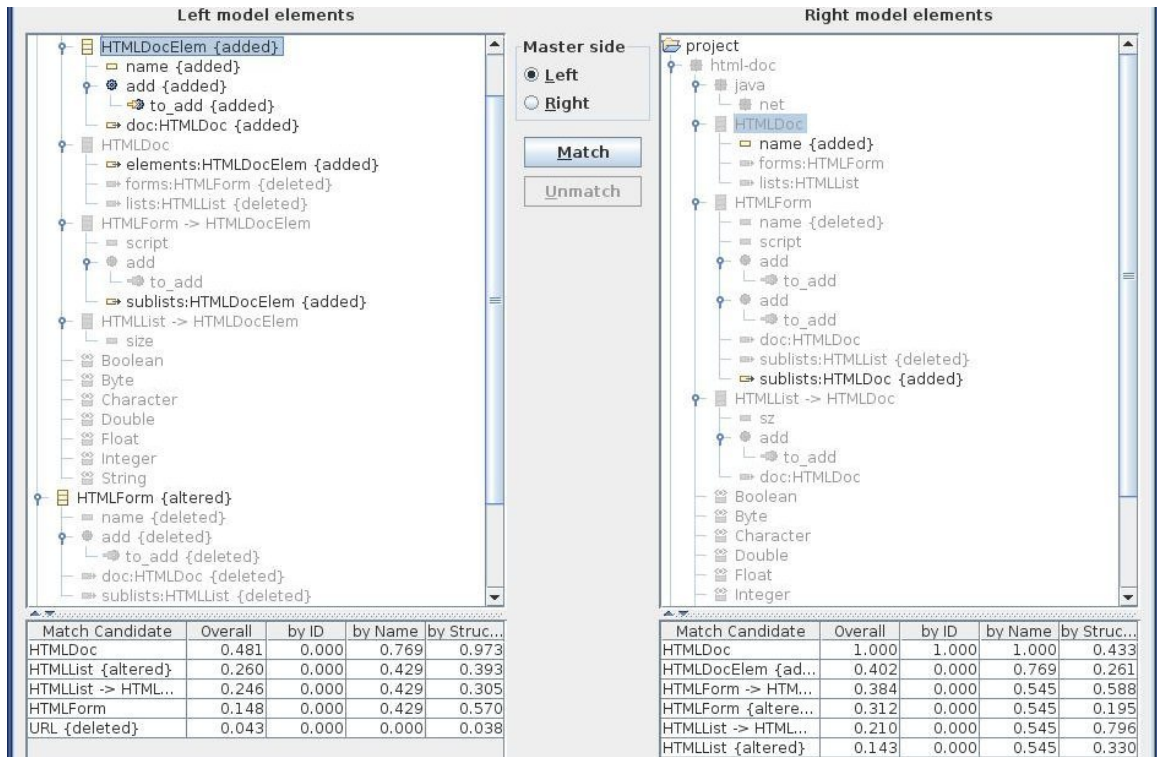 Left model elements
HTMLDocElem {added}
name {added}
add {added}
to_add {added}
doc:HTMLDoc {added}
HTMLDoc
elements:HTMLDocElem {added}
forms:HTMLForm {deleted}
lists:HTMLList {deleted}
HTMLForm -> HTMLDocElem
script
add
to_add
sublists:HTMLDocElem {added}
HTMLList -> HTMLDocElem
size
Boolean
Byte
Character
Double
Float
Integer
String
HTMLForm {altered}
name {deleted}
add {deleted}
to_add {deleted}
doc:HTMLDoc {deleted}
sublists:HTMLList {deleted}
Master side
Left
Right
Match
Unmatch
Right model elements
project
html-doc
java
net
HTMLDoc
name {added}
forms:HTMLForm
lists:HTMLList
HTMLForm
name {deleted}
script
add
to_add
add
to_add
doc:HTMLDoc
sublists:HTMLList {deleted}
sublists:HTMLDoc {added}
HTMLList -> HTMLDoc
sz
add
to_add
doc:HTMLDoc
Boolean
Byte
Character
Double
Float
Integer
Match Candidate Overall by ID by Name by Struc...
HTMLDoc 0.481 0.000 0.769 0.973
HTMLList {altered} 0.260 0.000 0.429 0.393
HTMLList -> HTML... 0.246 0.000 0.429 0.305
HTMLForm 0.148 0.000 0.429 0.570
URL {deleted} 0.043 0.000 0.000 0.038
Match Candidate Overall by ID by Name by Struc...
HTMLDoc 1.000 1.000 1.000 0.433
HTMLDocElem {ad... 0.402 0.000 0.769 0.261
HTMLForm -> HTM... 0.384 0.000 0.545 0.588
HTMLForm {altere... 0.312 0.000 0.545 0.195
HTMLList -> HTML... 0.210 0.000 0.545 0.796
HTMLList {altered} 0.143 0.000 0.545 0.330